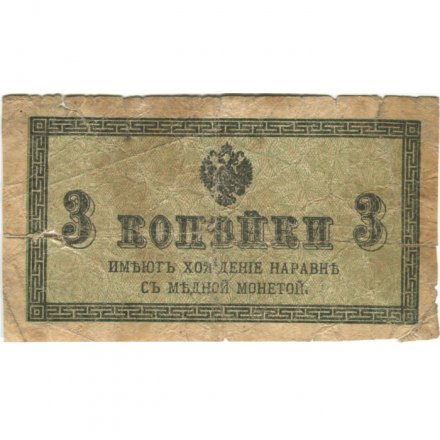 3 КОПѢЙКИ 3
ИМѢЮТЪ ХОЖДЕНІЕ НАРАВНѢ
СЪ МѢДНОЙ МОНЕТОЙ.